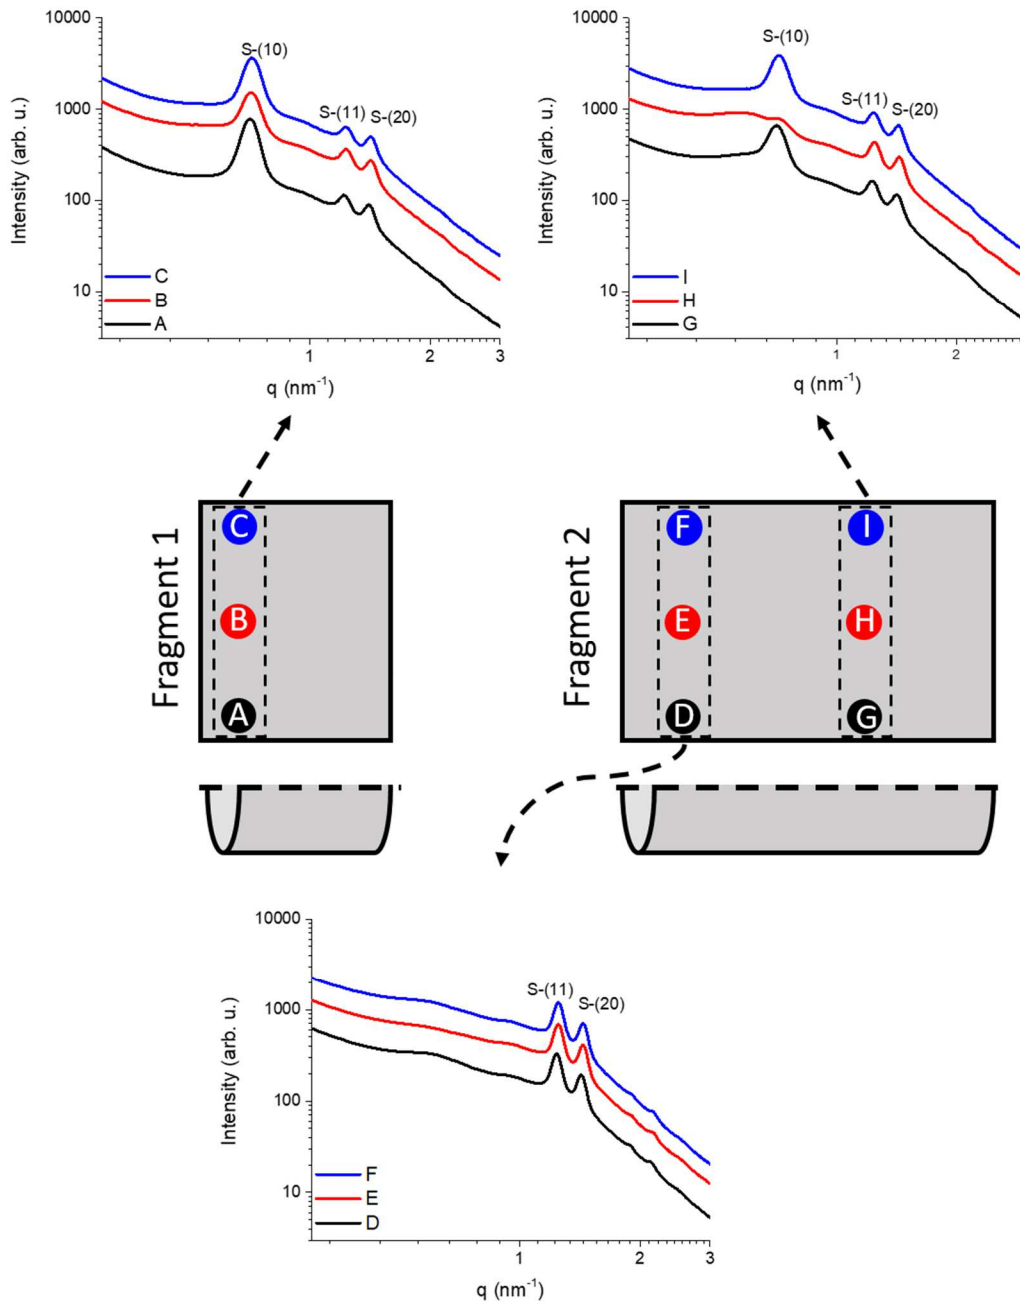 10000
1000
100
10
Intensity (arb. u.)
S-(10)
S-(11)
S-(20)
C
B
A
1
2
3
q (nm-1)
10000
1000
100
10
Intensity (arb. u.)
S-(10)
S-(11)
S-(20)
I
H
G
1
2
q (nm-1)
Fragment 1
C
B
A
Fragment 2
F
E
D
I
H
G
10000
1000
100
10
Intensity (arb. u.)
S-(11)
S-(20)
F
E
D
1
2
3
q (nm-1)